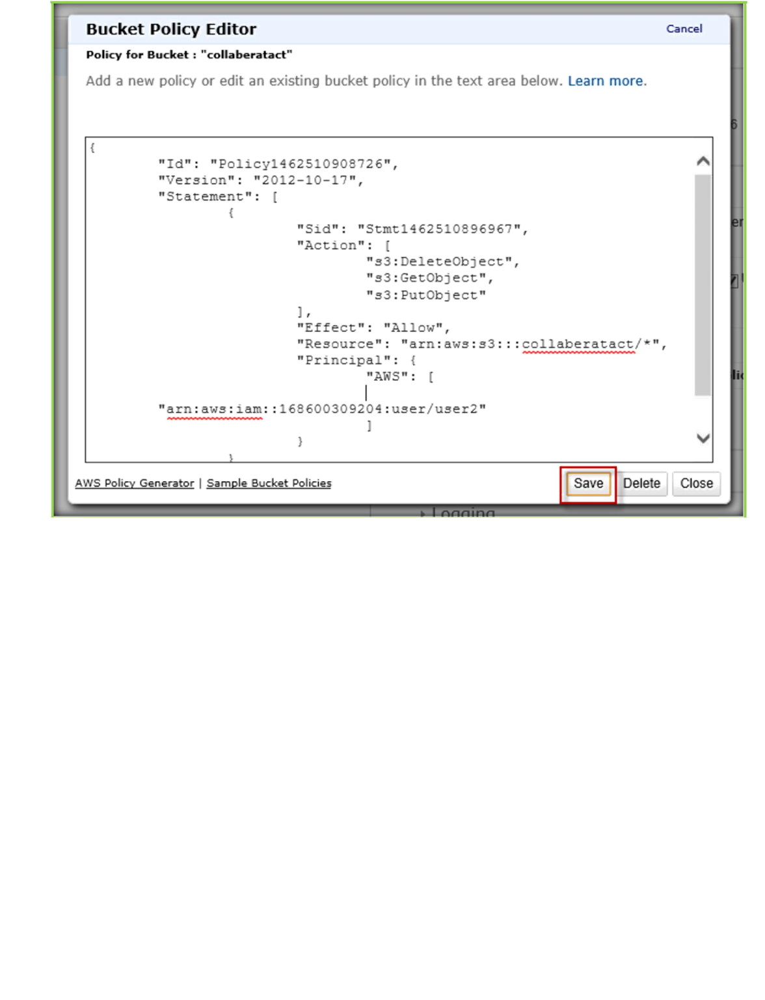 Bucket Policy Editor
Cancel
Policy for Bucket : "collaberatact"
Add a new policy or edit an existing bucket policy in the text area below. Learn more.
6
{
"Id": "Policy1462510908726",
"Version": "2012-10-17",
"Statement": [
{
"Sid": "Stmt1462510896967",
"Action": [
"s3:DeleteObject",
"s3:GetObject",
"s3:PutObject"
],
"Effect": "Allow",
"Resource": "arn:aws:s3:::collaberatact/*",
"Principal": {
"AWS": [
"arn:aws:iam::168600309204:user/user2"
]
}
}
AWS Policy Generator | Sample Bucket Policies
Save
Delete
Close
Logging